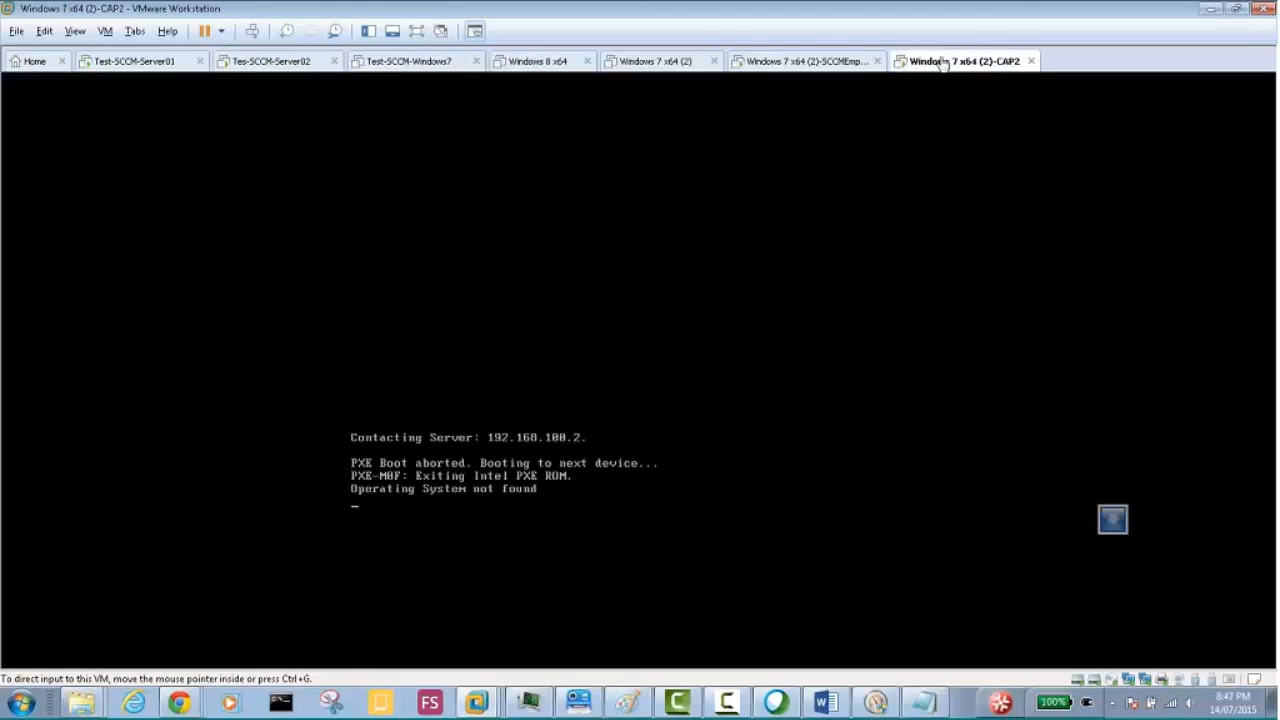 Windows 7 x64 (2)-CAP2 - VMware Workstation
File Edit View VM Tabs Help
Home Test-SCCM-Server01 Tes-SCCM-Server02 Test-SCCM-Windows7 Windows 8 x64 Windows 7 x64 (2) Windows 7 x64 (2)-SCCMEmp... Windows 7 x64 (2)-CAP2
Contacting Server: 192.168.100.2.
PXE Boot aborted. Booting to next device...
PXE-M0F: Exiting Intel PXE ROM.
Operating System not found
To direct input to this VM, move the mouse pointer inside or press Ctrl+G.
FS
100%
8:47 PM
14/07/2015